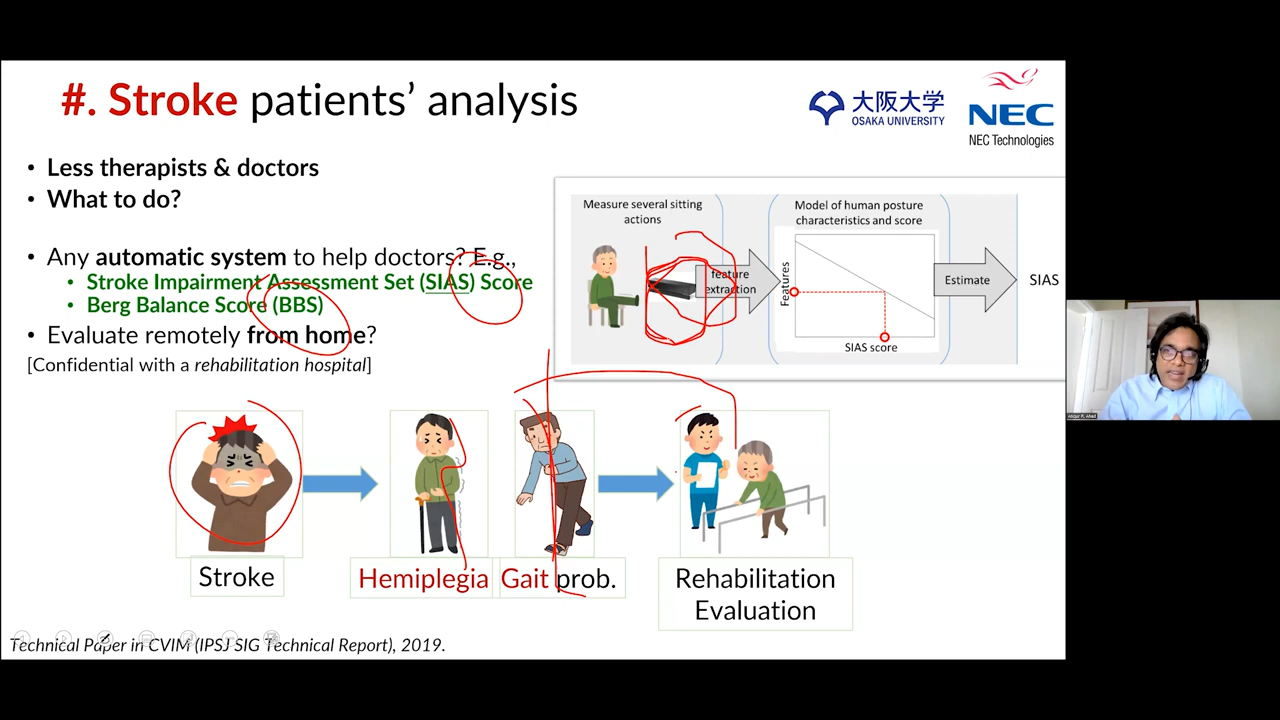 #. Stroke patients' analysis
大阪大学
OSAKA UNIVERSITY
NEC
NEC Technologies
• Less therapists & doctors
• What to do?
• Any automatic system to help doctors? E.g.,
• Stroke Impairment Assessment Set (SIAS) Score
• Berg Balance Score (BBS)
• Evaluate remotely from home?
[Confidential with a rehabilitation hospital]
Measure several sitting
actions
feature
extraction
Model of human posture
characteristics and score
Features
SIAS score
Estimate
SIAS
Stroke
Hemiplegia
Gait prob.
Rehabilitation
Evaluation
Technical Paper in CVIM (IPSJ SIG Technical Report), 2019.
Atiqur R. Ahad